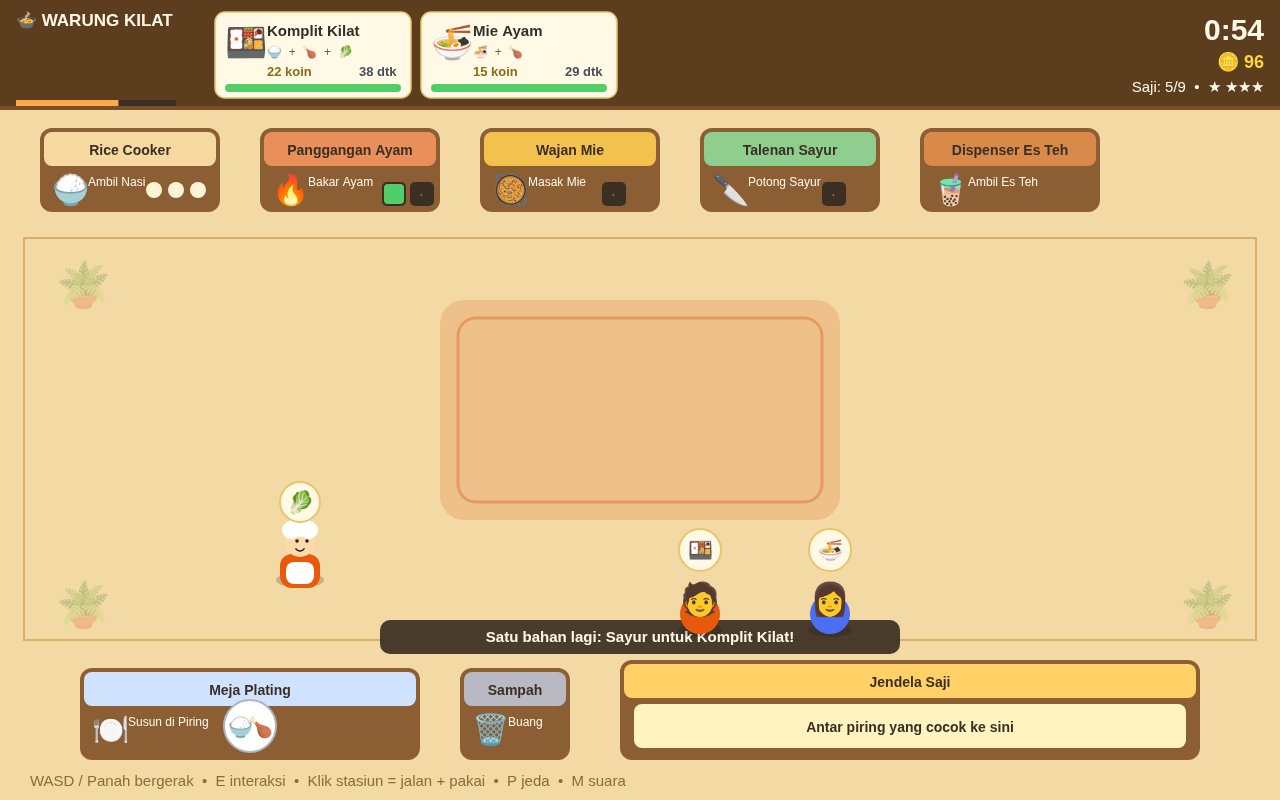 WARUNG KILAT
Komplit Kilat
+ +
22 koin 38 dtk
Mie Ayam
+
15 koin 29 dtk
0:54
96
Saji: 5/9 • ★ ★★★
Rice Cooker
Ambil Nasi
Panggangan Ayam
Bakar Ayam
Wajan Mie
Masak Mie
Talenan Sayur
Potong Sayur
Dispenser Es Teh
Ambil Es Teh
Satu bahan lagi: Sayur untuk Komplit Kilat!
Meja Plating
Susun di Piring
Sampah
Buang
Jendela Saji
Antar piring yang cocok ke sini
WASD / Panah bergerak • E interaksi • Klik stasiun = jalan + pakai • P jeda • M suara